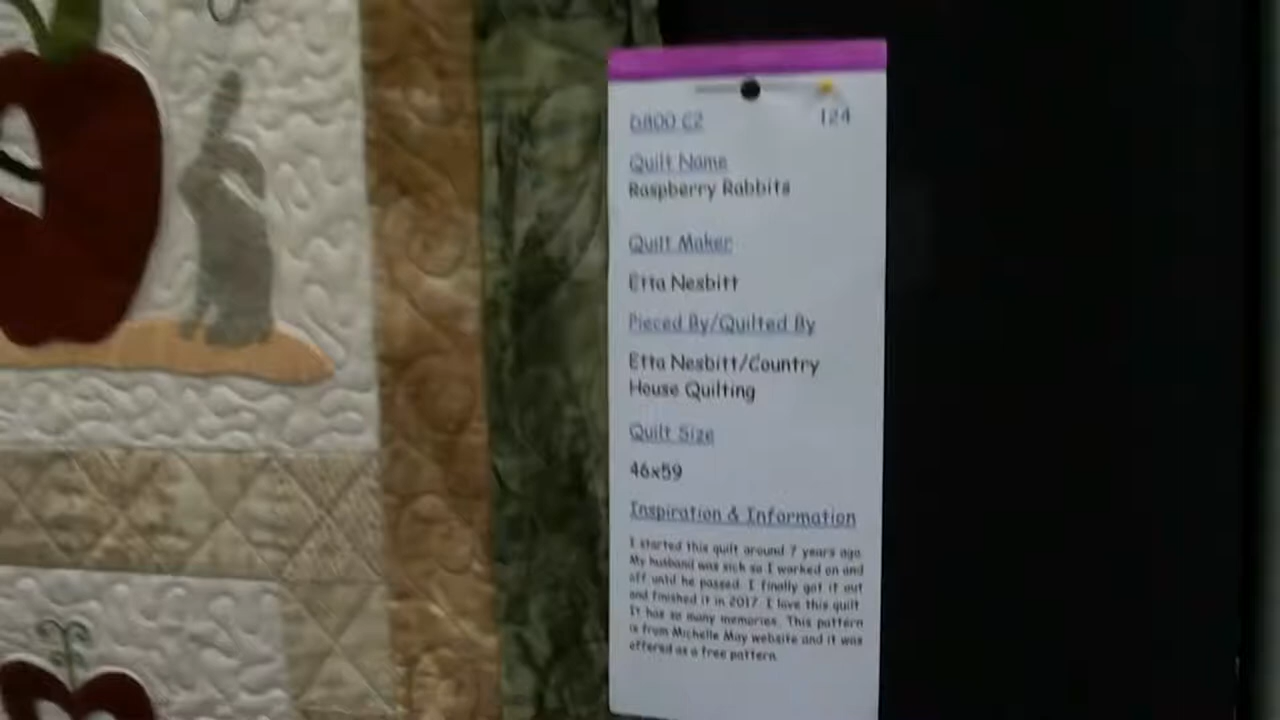 6800 C2 124
Quilt Name
Raspberry Rabbits
Quilt Maker
Etta Nesbitt
Pieced By/Quilted By
Etta Nesbitt/Country
House Quilting
Quilt Size
46x59
Inspiration & Information
I started this quilt around 7 years ago.
My husband was sick so I worked on and
off until he passed. I finally got it out
and finished it in 2017. I love this quilt.
It has so many memories. This pattern
is from Michelle May website and it was
offered as a free pattern.